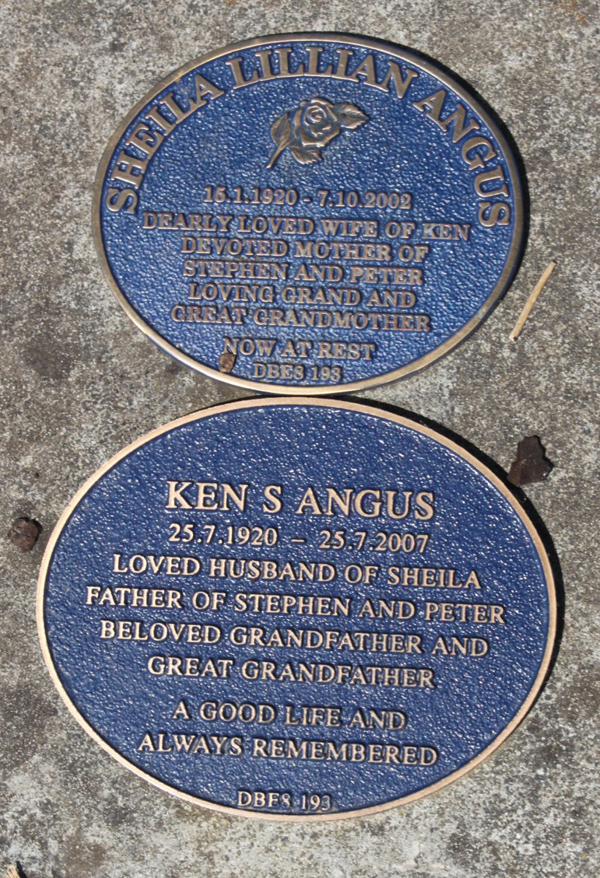 SHEILA LILLIAN ANGUS
15.1.1920 - 7.10.2002
DEARLY LOVED WIFE OF KEN
DEVOTED MOTHER OF
STEPHEN AND PETER
LOVING GRAND AND
GREAT GRANDMOTHER
NOW AT REST
DBES 193
KEN S ANGUS
25.7.1920 – 25.7.2007
LOVED HUSBAND OF SHEILA
FATHER OF STEPHEN AND PETER
BELOVED GRANDFATHER AND
GREAT GRANDFATHER
A GOOD LIFE AND
ALWAYS REMEMBERED
193